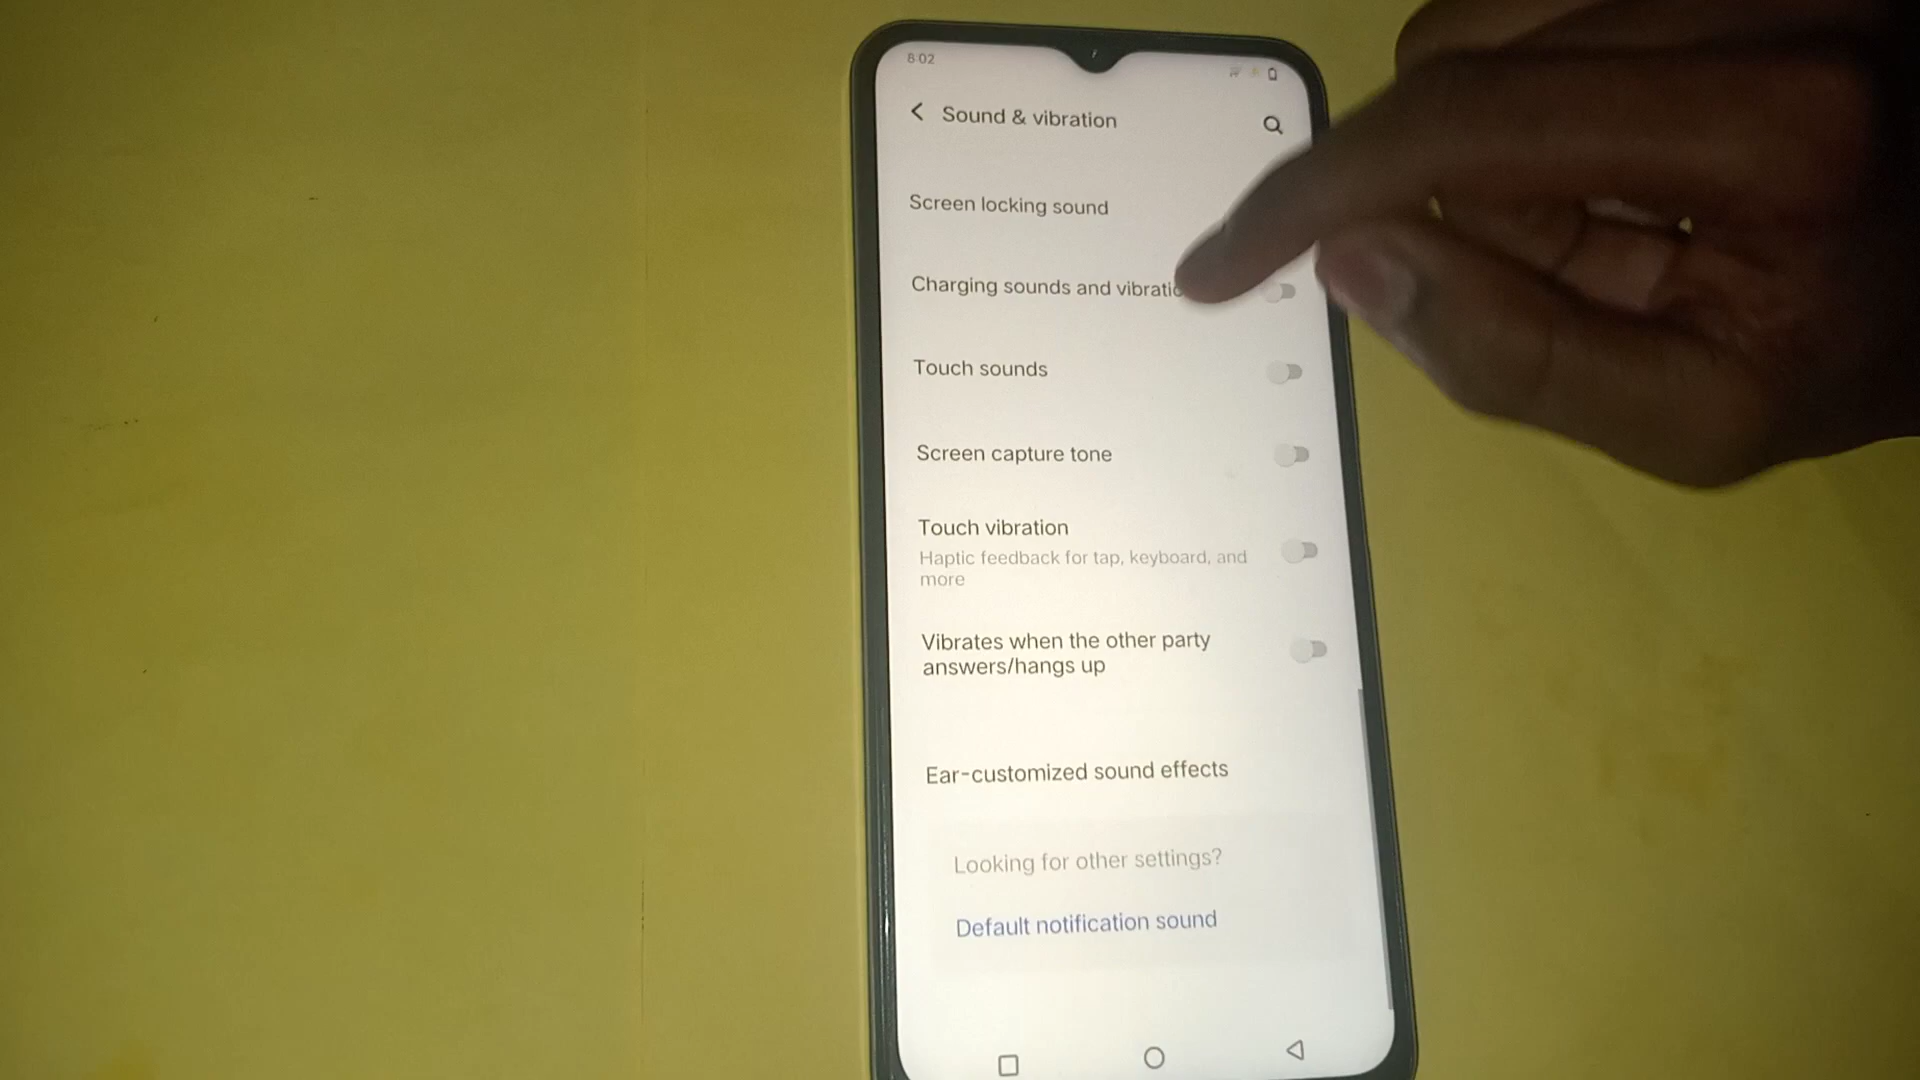 8:02
Sound & vibration
Screen locking sound
Charging sounds and
Touch sounds
Screen capture tone
Touch vibration
Haptic feedback for tap, keyboard, and
more
Vibrates when the other party
answers/hangs up
Ear-customized sound effects
Looking for other settings?
Default notification sound